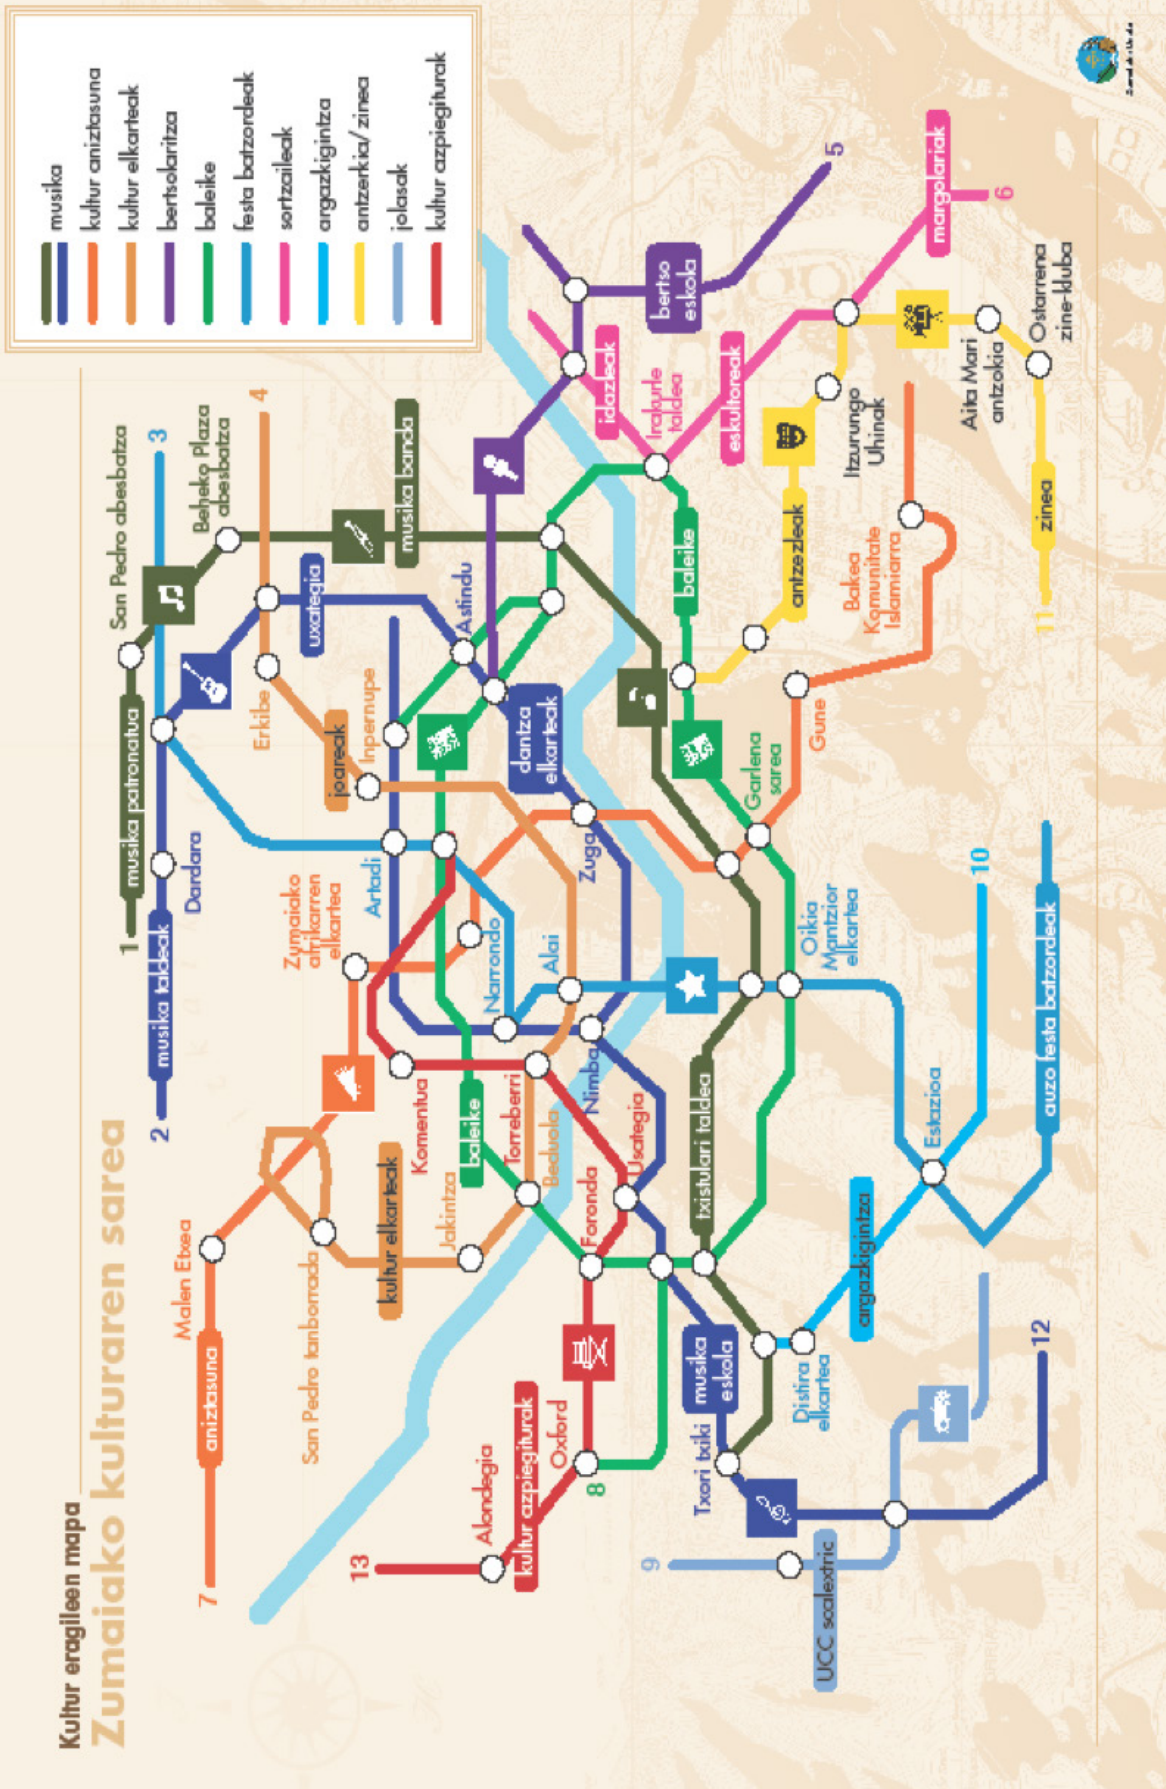 Kultur eragileen mapa
Zumaiako kulturaren sarea
musika
kultur aniztasuna
kultur elkarteak
bertsolaritza
baleike
festa batzordeak
sortzaileak
argazkigintza
antzerkia/zinea
jolasak
kultur azpiegiturak
1
musika patronatua
San Pedro abesbatza
3
2
musika taldeak
Dardara
Beheko Plaza
abesbatza
4
7
aniztasuna
Malen Etxea
Erkibe
uxategia
San Pedro tanborrada
Zumaiako
afrikarren
elkartea
joareak
Inpernupe
13
kultur elkarteak
Komentua
Artadi
musika banda
Jakintza
baleike
Narrondo
Astindu
Alondegia
kultur azpiegiturak
Oxford
Torreberri
Beduola
Alai
dantza
elkarteak
8
Foronda
Nimba
Zuga
idazleak
bertso
eskola
5
Usategia
Irakurle
taldea
9
Txori txiki
musika
eskola
txistulari taldea
baleike
eskultoreak
Garlena
sarea
Gune
antzezleak
UCC scalextric
Distira
elkartea
argazkigintza
Oikia
Mantzior
elkartea
Bakea
Komunitate
Islamiarra
Itzurungo
Uhinak
margolariak
6
Estazioa
10
Aita Mari
antzokia
12
auzo festa batzordeak
11
zinea
Ostarrena
zine-kluba